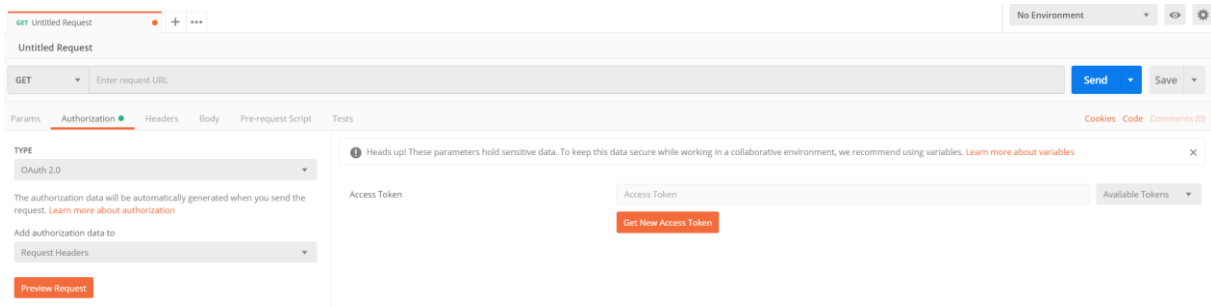 GET Untitled Request
No Environment
Untitled Request
GET Enter request URL Send Save
Params Authorization Headers Body Pre-request Script Tests Cookies Code Comments (0)
TYPE
OAuth 2.0
The authorization data will be automatically generated when you send the
request. Learn more about authorization
Add authorization data to
Request Headers
Preview Request
Heads up! These parameters hold sensitive data. To keep this data secure while working in a collaborative environment, we recommend using variables. Learn more about variables
Access Token Access Token Available Tokens
Get New Access Token